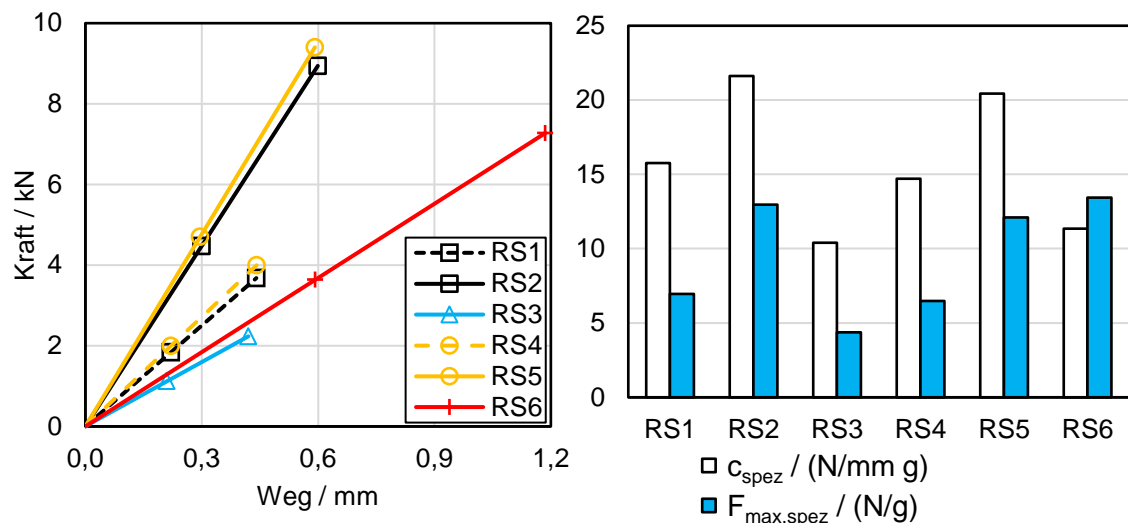 Kraft / kN
10
8
6
4
2
0
0,0
0,3
0,6
0,9
1,2
Weg / mm
RS1
RS2
RS3
RS4
RS5
RS6
25
20
15
10
5
0
RS1
RS2
RS3
RS4
RS5
RS6
c_spez / (N/mm g)
F_max,spez / (N/g)